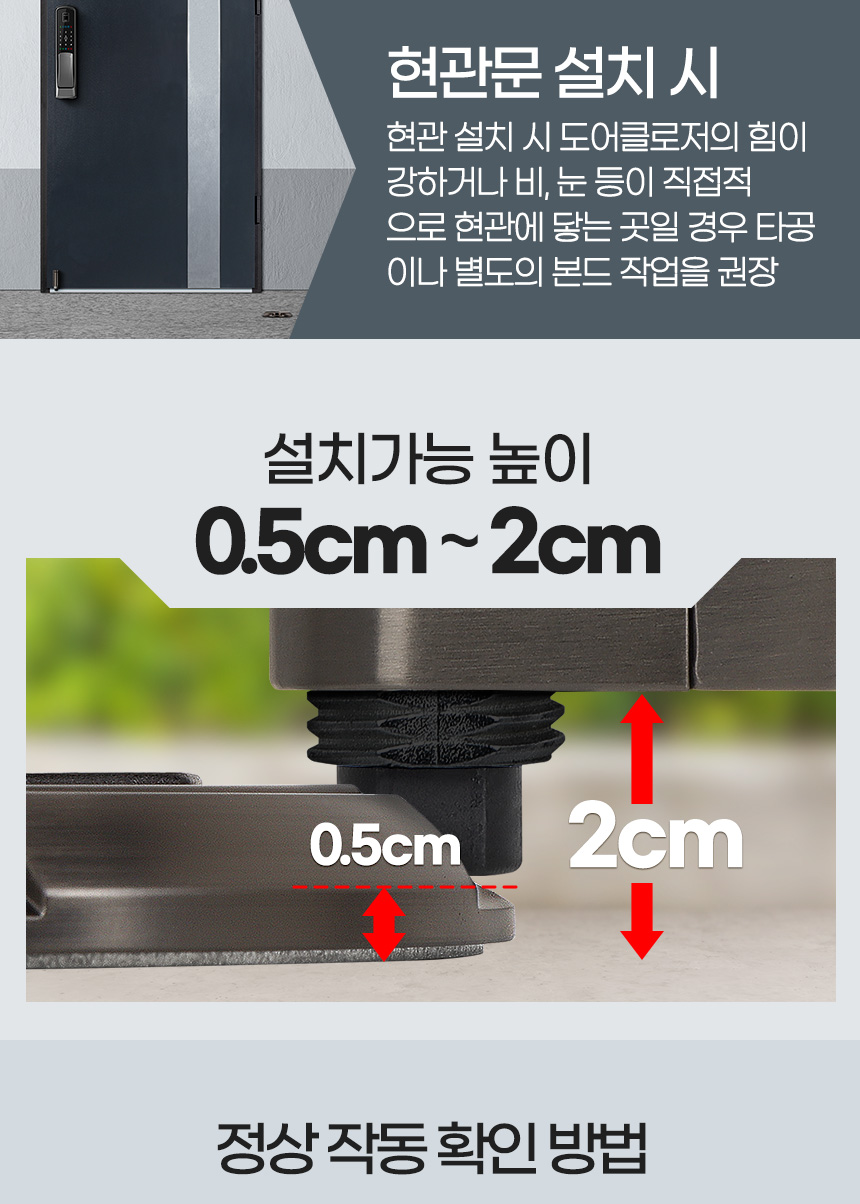 현관문 설치 시
현관 설치 시 도어클로저의 힘이
강하거나 비, 눈 등이 직접적
으로 현관에 닿는 곳일 경우 타공
이나 별도의 본드 작업을 권장
설치가능 높이
0.5cm ~ 2cm
0.5cm
2cm
정상 작동 확인 방법